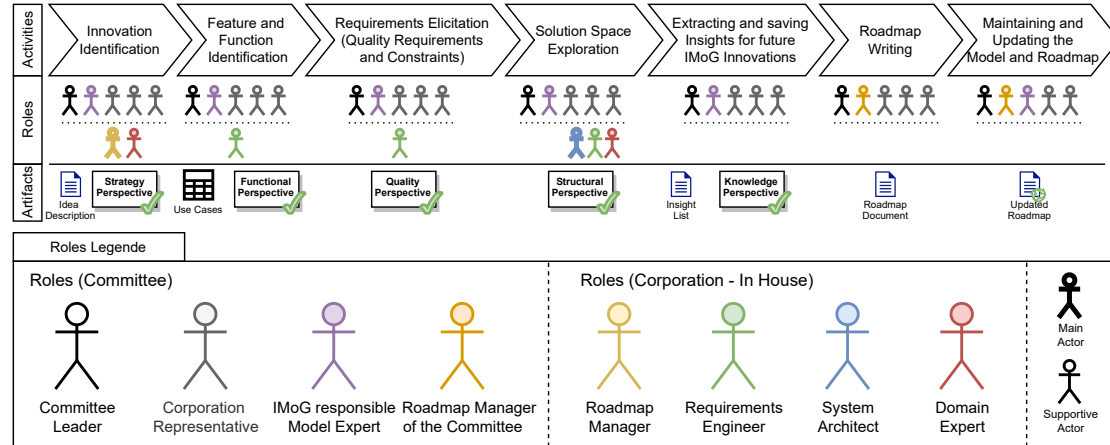 Activities
Innovation
Identification
Feature and
Function
Identification
Requirements Elicitation
(Quality Requirements
and Constraints)
Solution Space
Exploration
Extracting and saving
Insights for future
IMoG Innovations
Roadmap
Writing
Maintaining and
Updating the
Model and Roadmap
Roles
Artifacts
Idea
Description
Strategy
Perspective
Use Cases
Functional
Perspective
Quality
Perspective
Structural
Perspective
Insight
List
Knowledge
Perspective
Roadmap
Document
Updated
Roadmap
Roles Legende
Roles (Committee)
Committee
Leader
Corporation
Representative
IMoG responsible
Model Expert
Roadmap Manager
of the Committee
Roles (Corporation - In House)
Roadmap
Manager
Requirements
Engineer
System
Architect
Domain
Expert
Main
Actor
Supportive
Actor